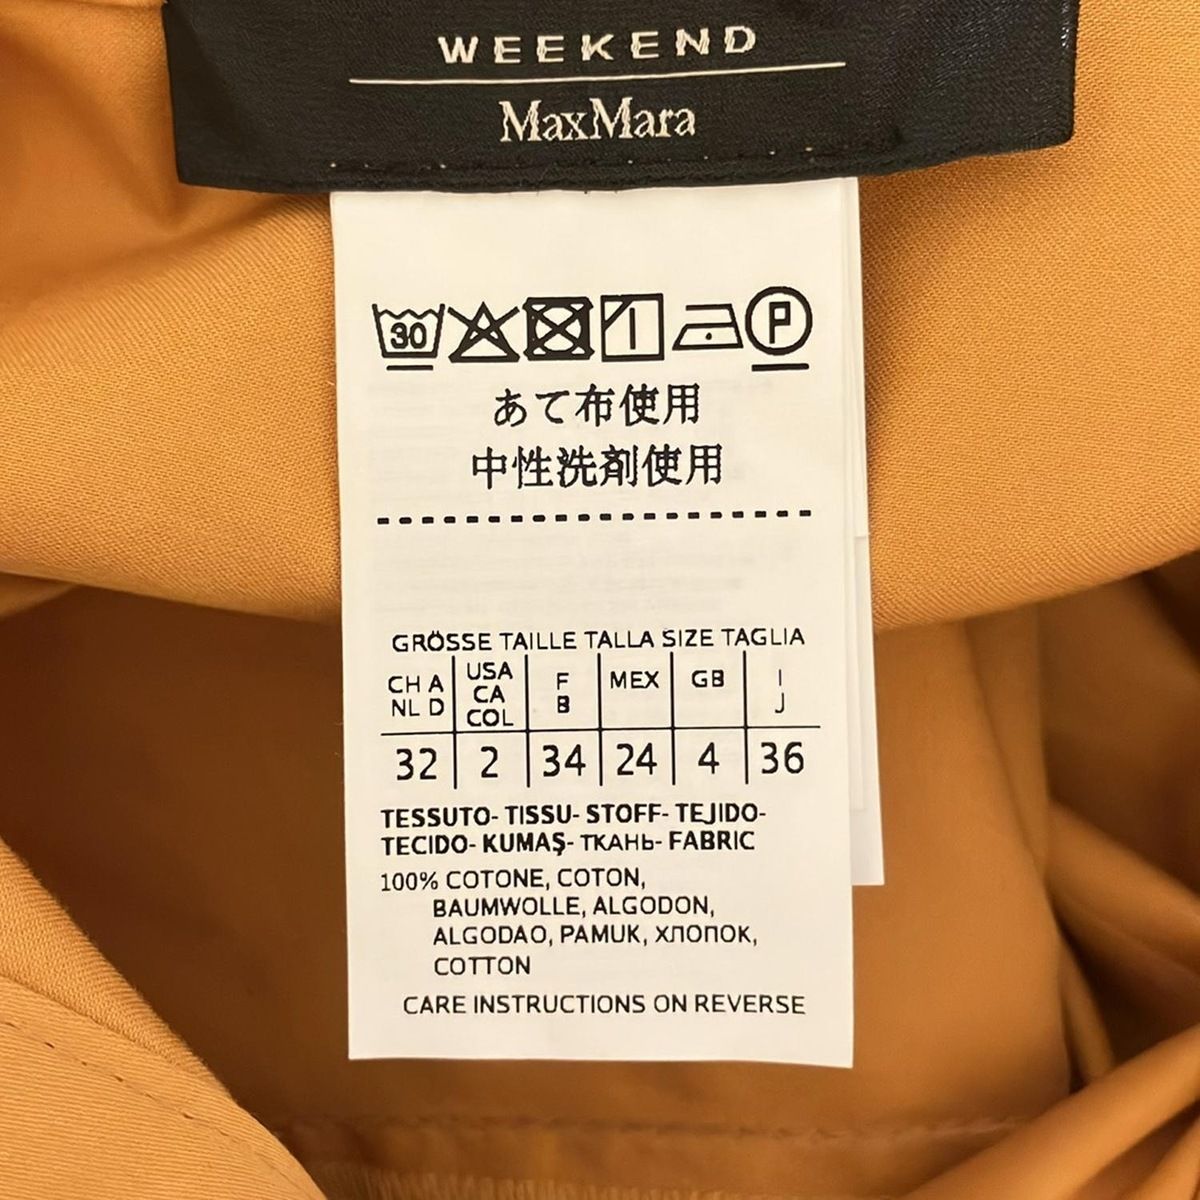 WEEKEND
MaxMara
30 P
あて布使用
中性洗剤使用
GRÖSSE TAILLE TALLA SIZE TAGLIA
CH A NL D USA CA COL F B MEX GB I J
32 2 34 24 4 36
TESSUTO- TISSU- STOFF- TEJIDO-
TECIDO- KUMAŞ- ТКАНЬ- FABRIC
100% COTONE, COTON,
BAUMWOLLE, ALGODON,
ALGODAO, PAMUK, ХЛОПОК,
COTTON
CARE INSTRUCTIONS ON REVERSE